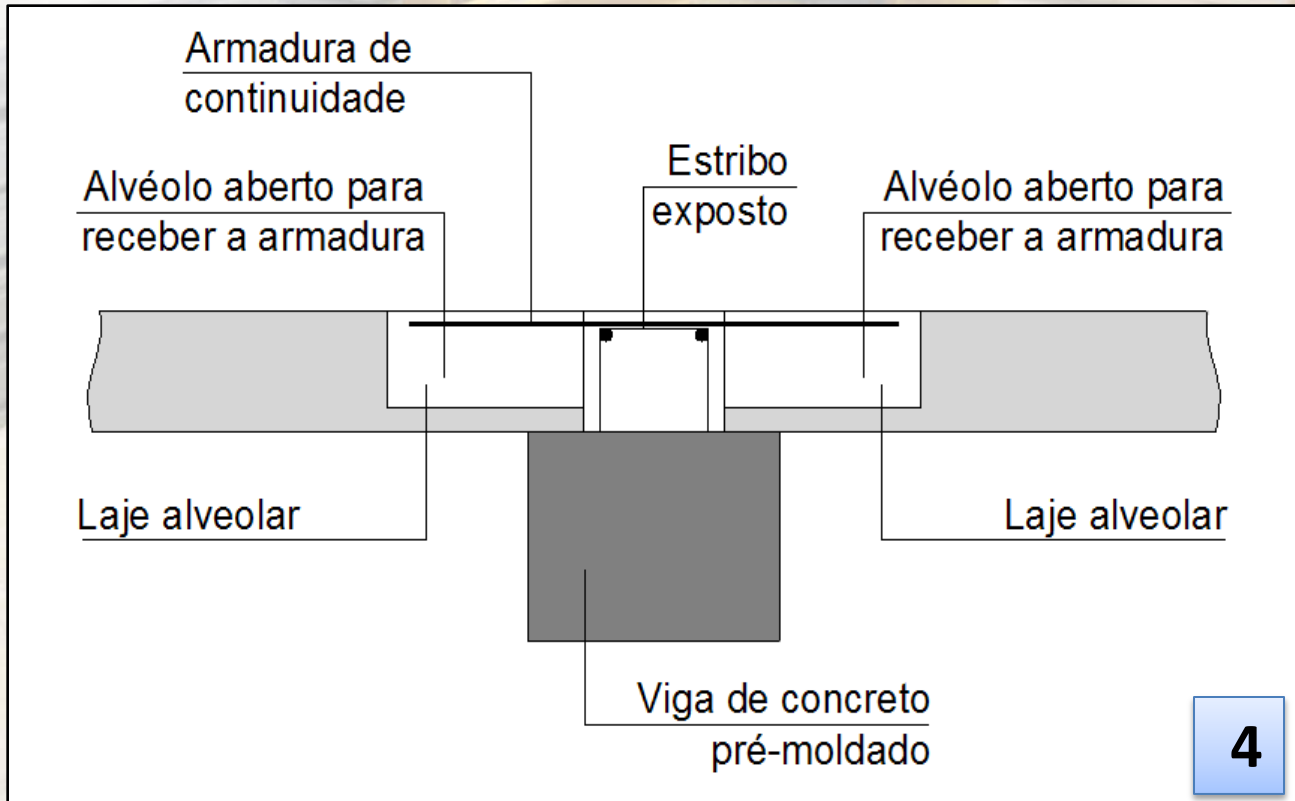 Armadura de
continuidade
Estribo
exposto
Alvéolo aberto para
receber a armadura
Alvéolo aberto para
receber a armadura
Laje alveolar
Laje alveolar
Viga de concreto
pré-moldado
4